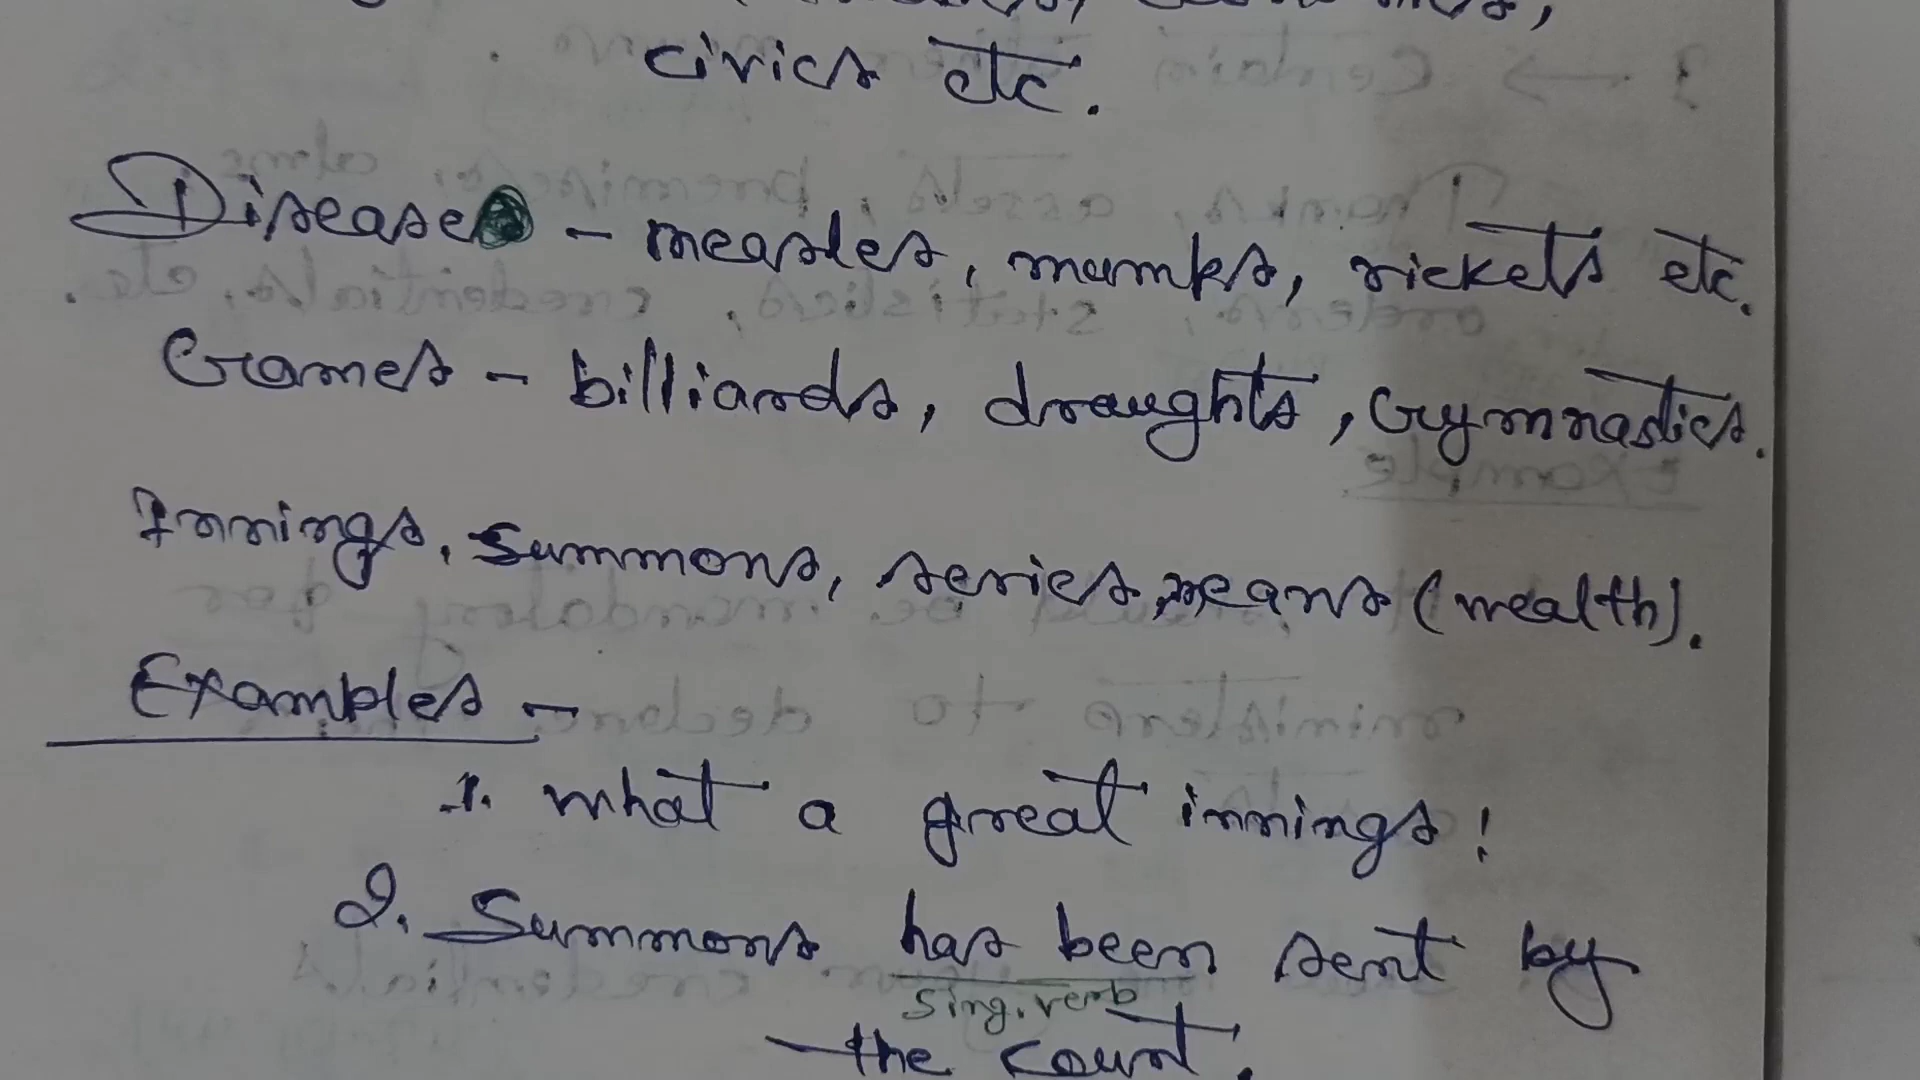 civics etc.
Disease - measles, mumps, rickets etc.
Games - billiards, draughts, Gymnastics.
Innings, Summons, series, means (wealth).
Examples -
1. What a great innings!
2. Summons has been sent by
sing. verb
the court.